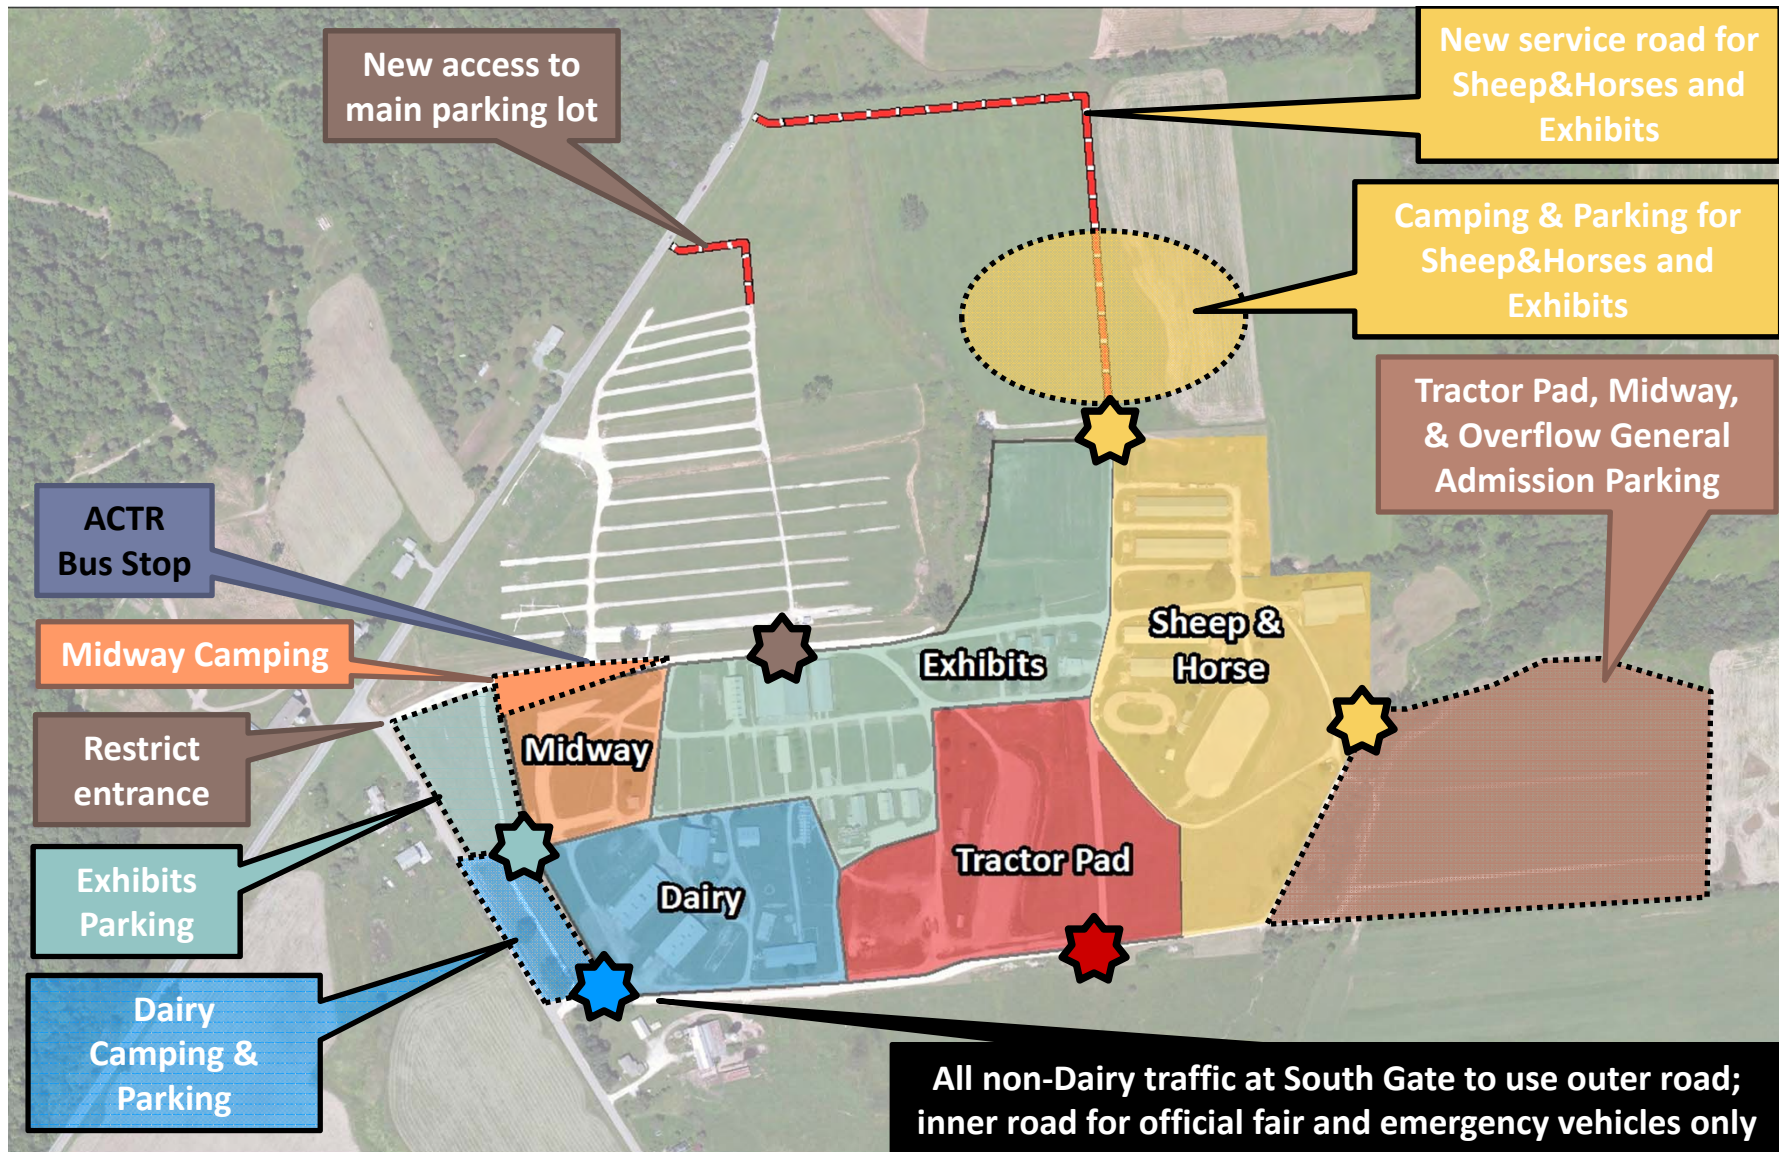 New access to
main parking lot
New service road for
Sheep&Horses and
Exhibits
Camping & Parking for
Sheep&Horses and
Exhibits
Tractor Pad, Midway,
& Overflow General
Admission Parking
ACTR
Bus Stop
Midway Camping
Restrict
entrance
Exhibits
Parking
Dairy
Camping &
Parking
Sheep &
Horse
Exhibits
Midway
Tractor Pad
Dairy
All non-Dairy traffic at South Gate to use outer road;
inner road for official fair and emergency vehicles only